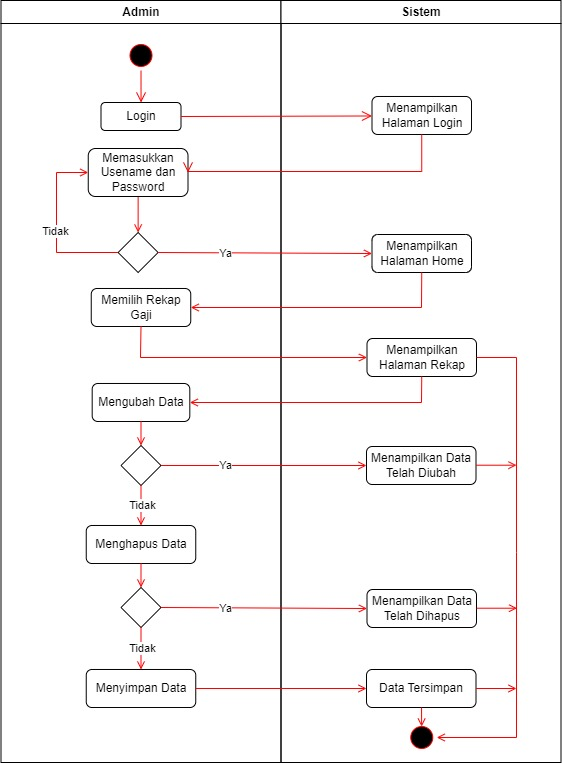 Admin
Sistem
Login
Menampilkan
Halaman Login
Memasukkan
Usename dan
Password
Tidak
Ya
Menampilkan
Halaman Home
Memilih Rekap
Gaji
Menampilkan
Halaman Rekap
Mengubah Data
Ya
Menampilkan Data
Telah Diubah
Tidak
Menghapus Data
Ya
Menampilkan Data
Telah Dihapus
Tidak
Menyimpan Data
Data Tersimpan